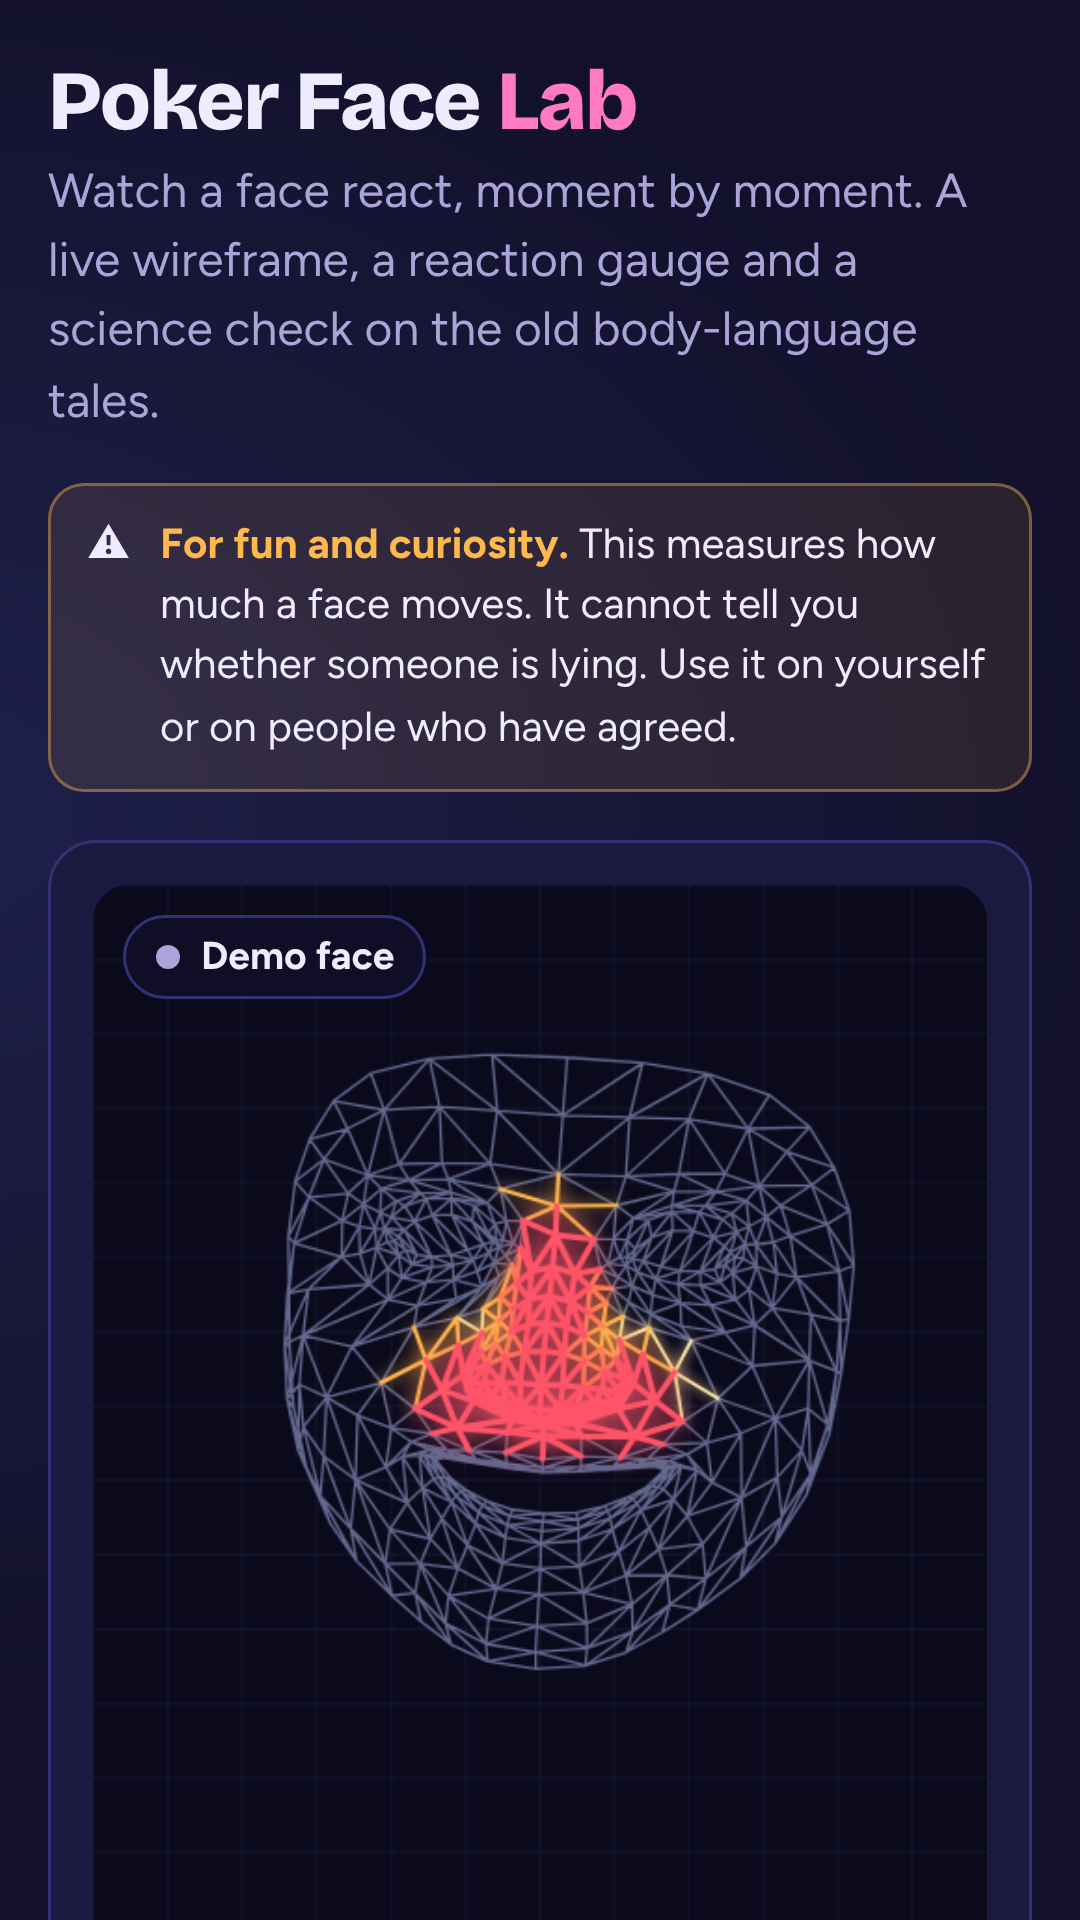 Poker Face Lab
Watch a face react, moment by moment. A
live wireframe, a reaction gauge and a
science check on the old body-language
tales.
For fun and curiosity. This measures how
much a face moves. It cannot tell you
whether someone is lying. Use it on yourself
or on people who have agreed.
Demo face